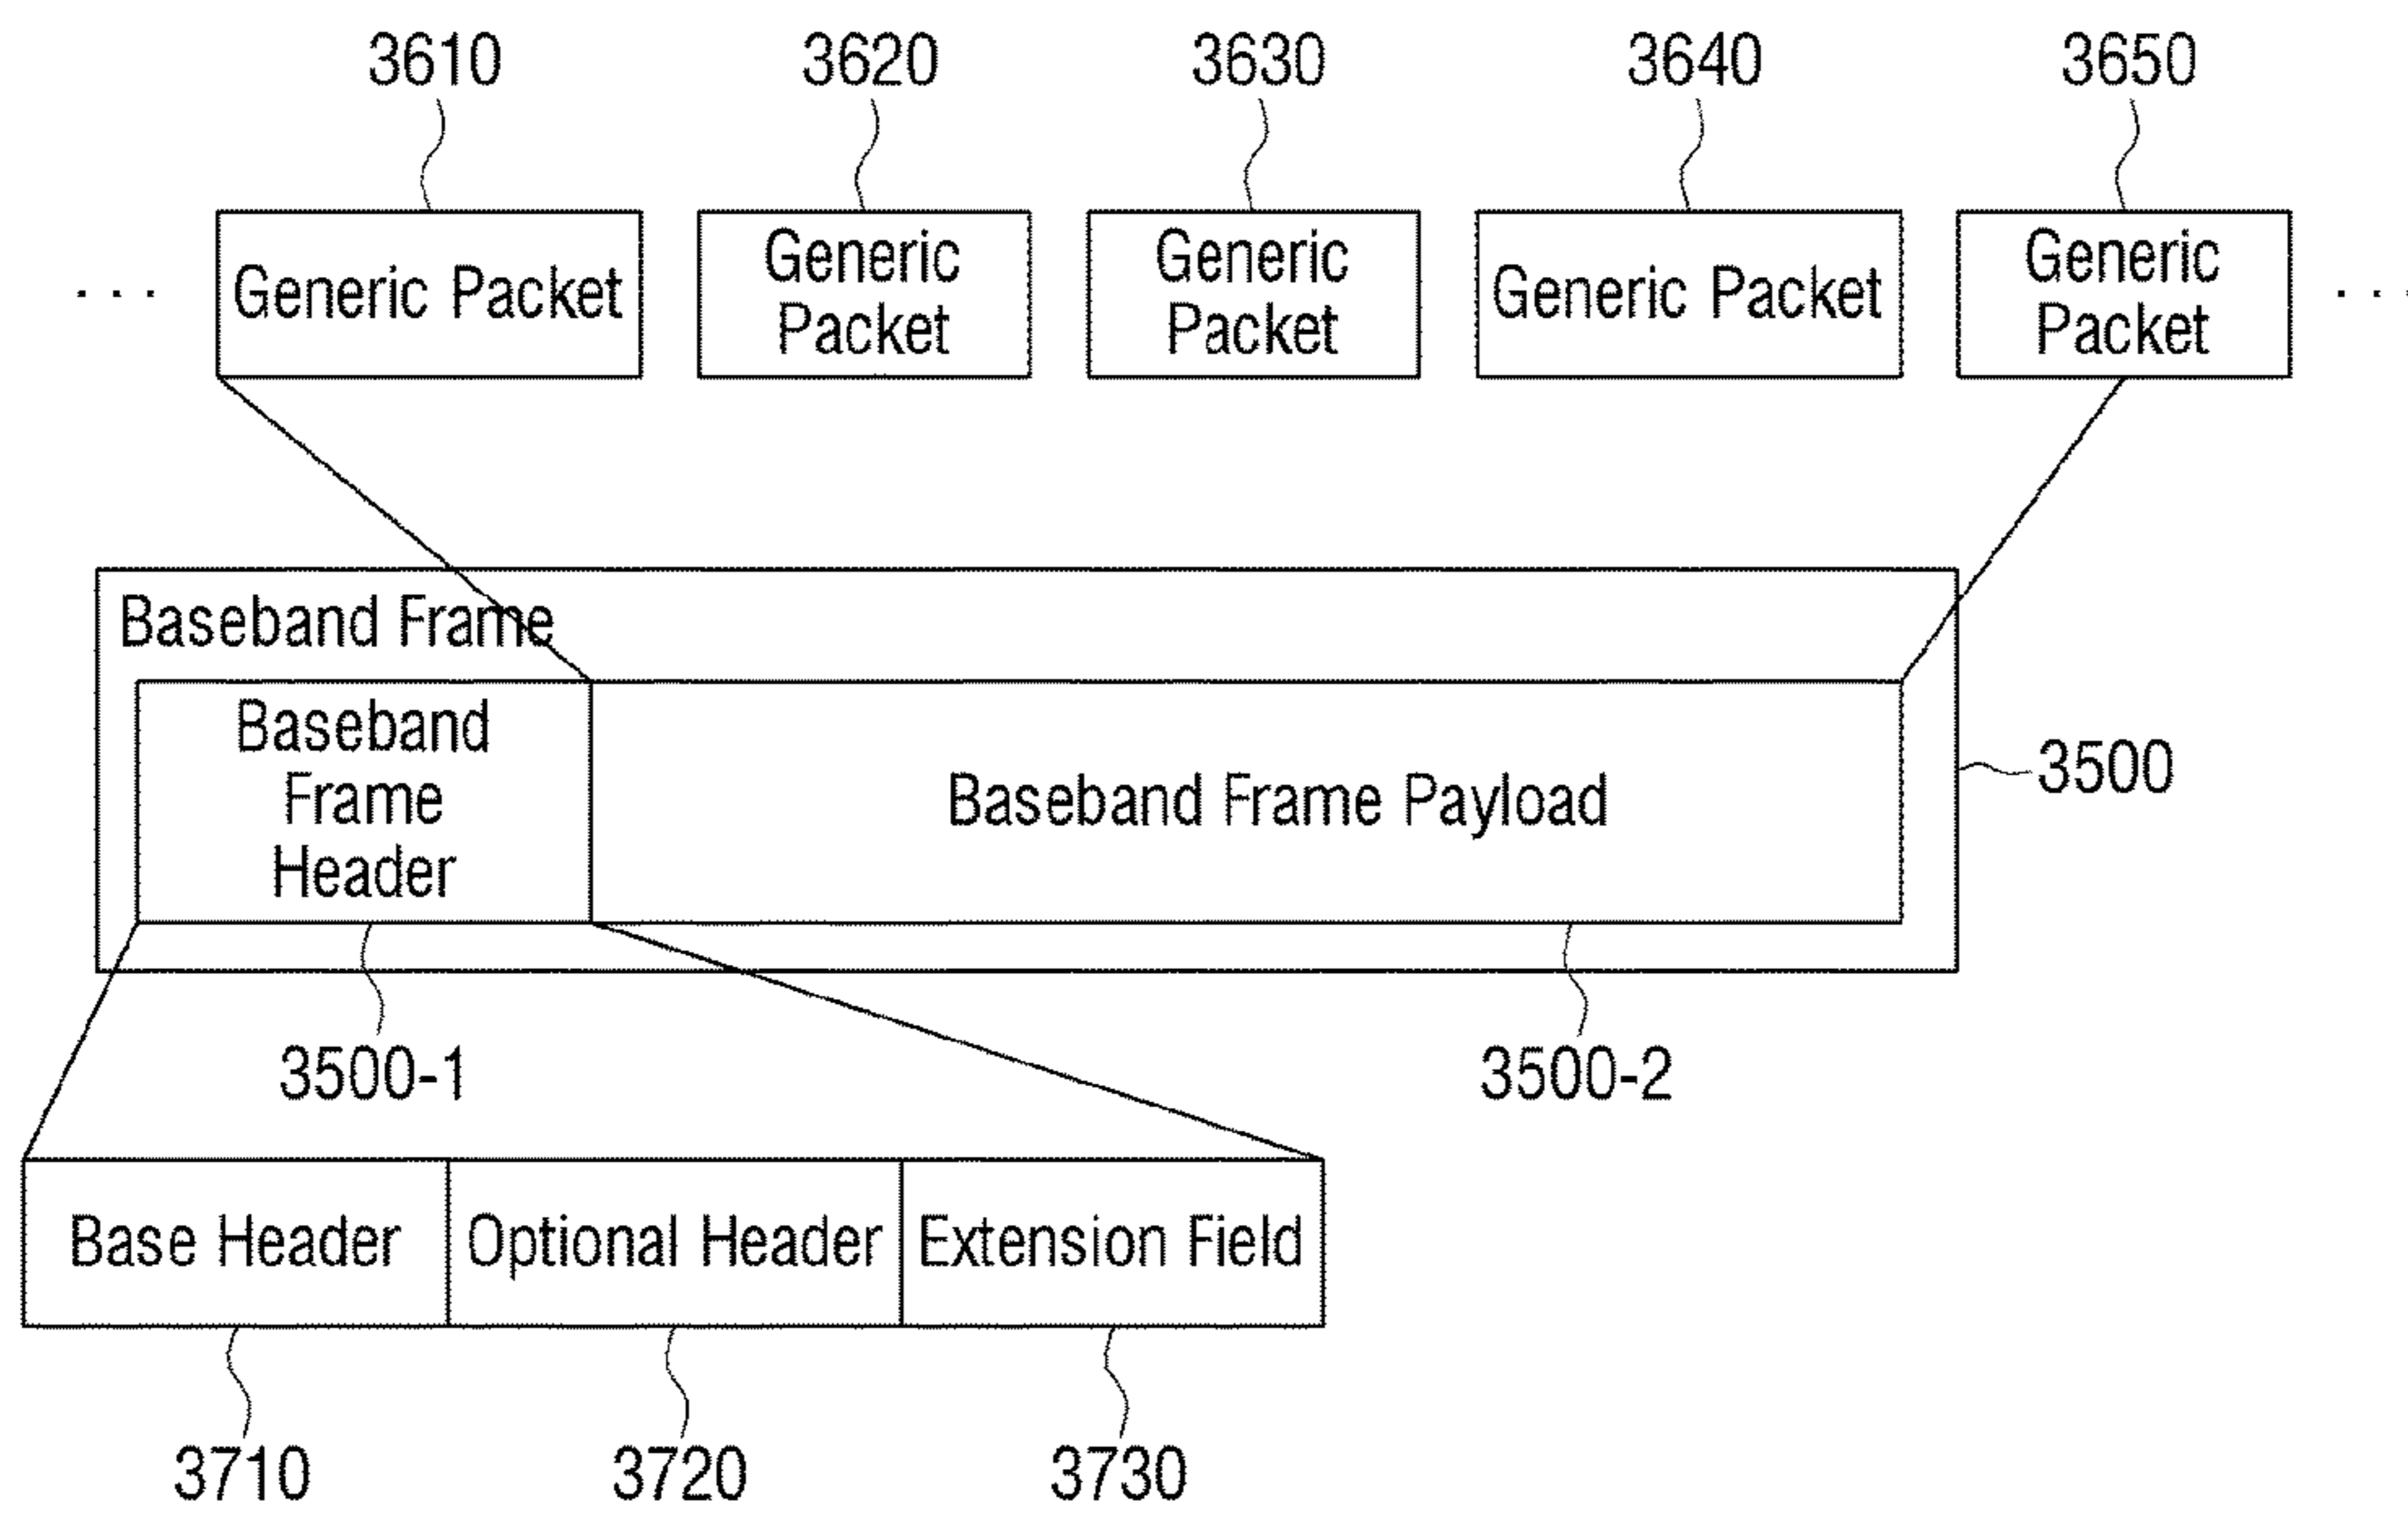 3610 3620 3630 3640 3650
... Generic Packet Generic Packet Generic Packet Generic Packet Generic Packet ...
Baseband Frame
Baseband
Frame
Header
Baseband Frame Payload
3500
3500-1 3500-2
Base Header Optional Header Extension Field
3710 3720 3730